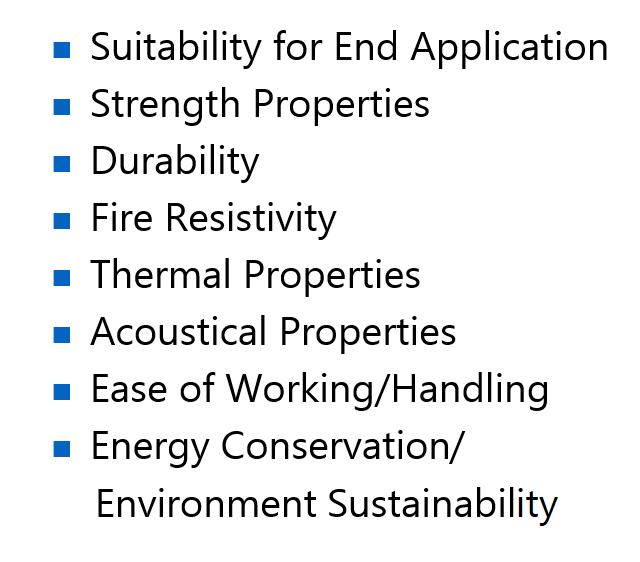 Suitability for End Application
Strength Properties
Durability
Fire Resistivity
Thermal Properties
Acoustical Properties
Ease of Working/Handling
Energy Conservation/
Environment Sustainability